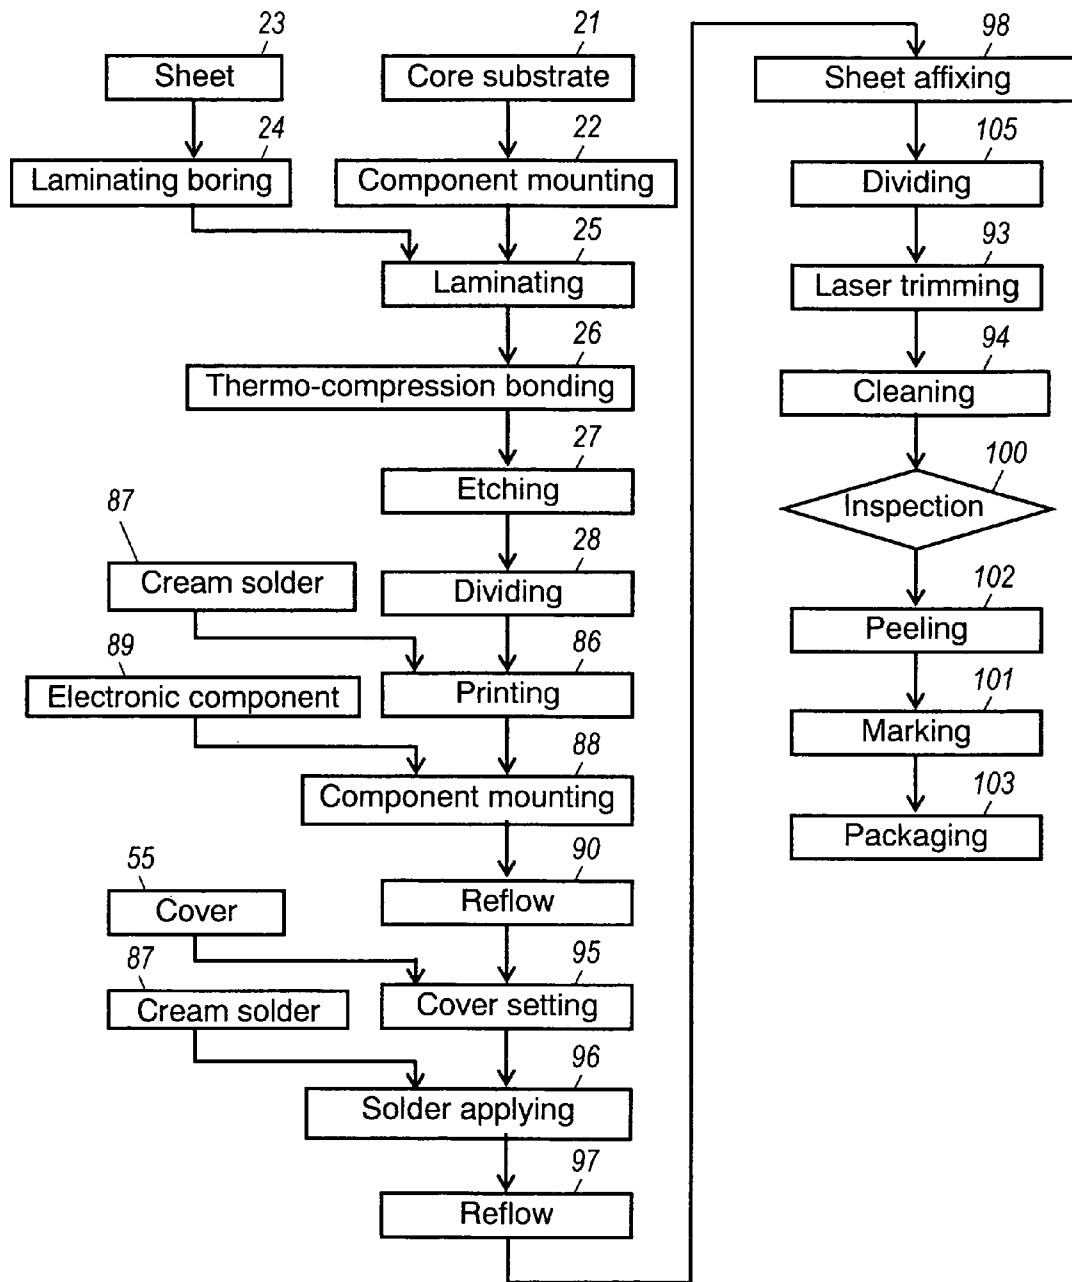 23
Sheet
21
Core substrate
24
Laminating boring
22
Component mounting
25
Laminating
26
Thermo-compression bonding
27
Etching
87
Cream solder
28
Dividing
89
Electronic component
86
Printing
88
Component mounting
90
Reflow
55
Cover
95
Cover setting
87
Cream solder
96
Solder applying
97
Reflow
98
Sheet affixing
105
Dividing
93
Laser trimming
94
Cleaning
100
Inspection
102
Peeling
101
Marking
103
Packaging